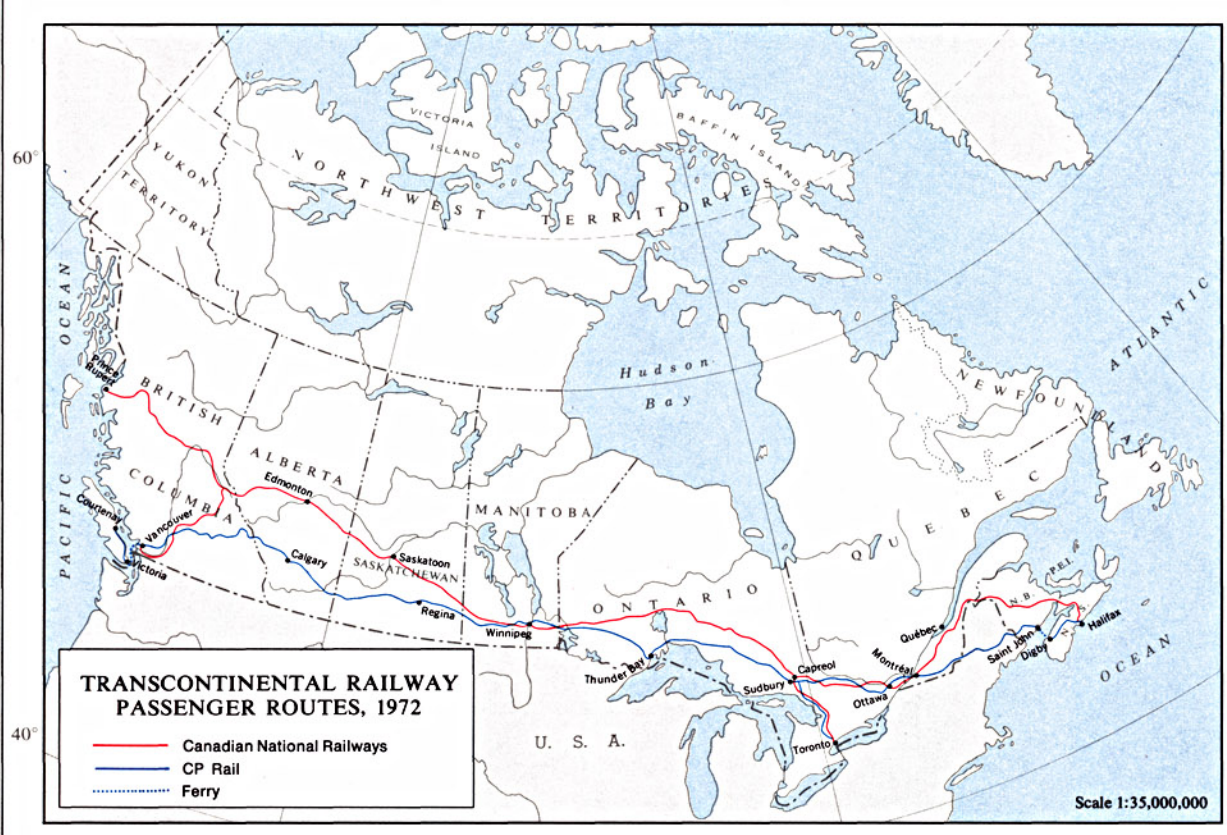 60°
40°
VICTORIA
ISLAND
BAFFIN ISLAND
YUKON
TERRITORY
NORTHWEST TERRITORIES
PACIFIC OCEAN
ATLANTIC
OCEAN
Hudson
Bay
NEWFOUNDLAND
Prince
Rupert
BRITISH
COLUMBIA
ALBERTA
Edmonton
MANITOBA
QUEBEC
Courtenay
Vancouver
Victoria
Calgary
Saskatoon
SASKATCHEWAN
Regina
Winnipeg
ONTARIO
P.E.I.
N.B.
N.S.
Halifax
Québec
Saint John
Digby
Montréal
Ottawa
Capreol
Sudbury
Thunder Bay
Toronto
U. S. A.
TRANSCONTINENTAL RAILWAY
PASSENGER ROUTES, 1972
Canadian National Railways
CP Rail
Ferry
Scale 1:35,000,000